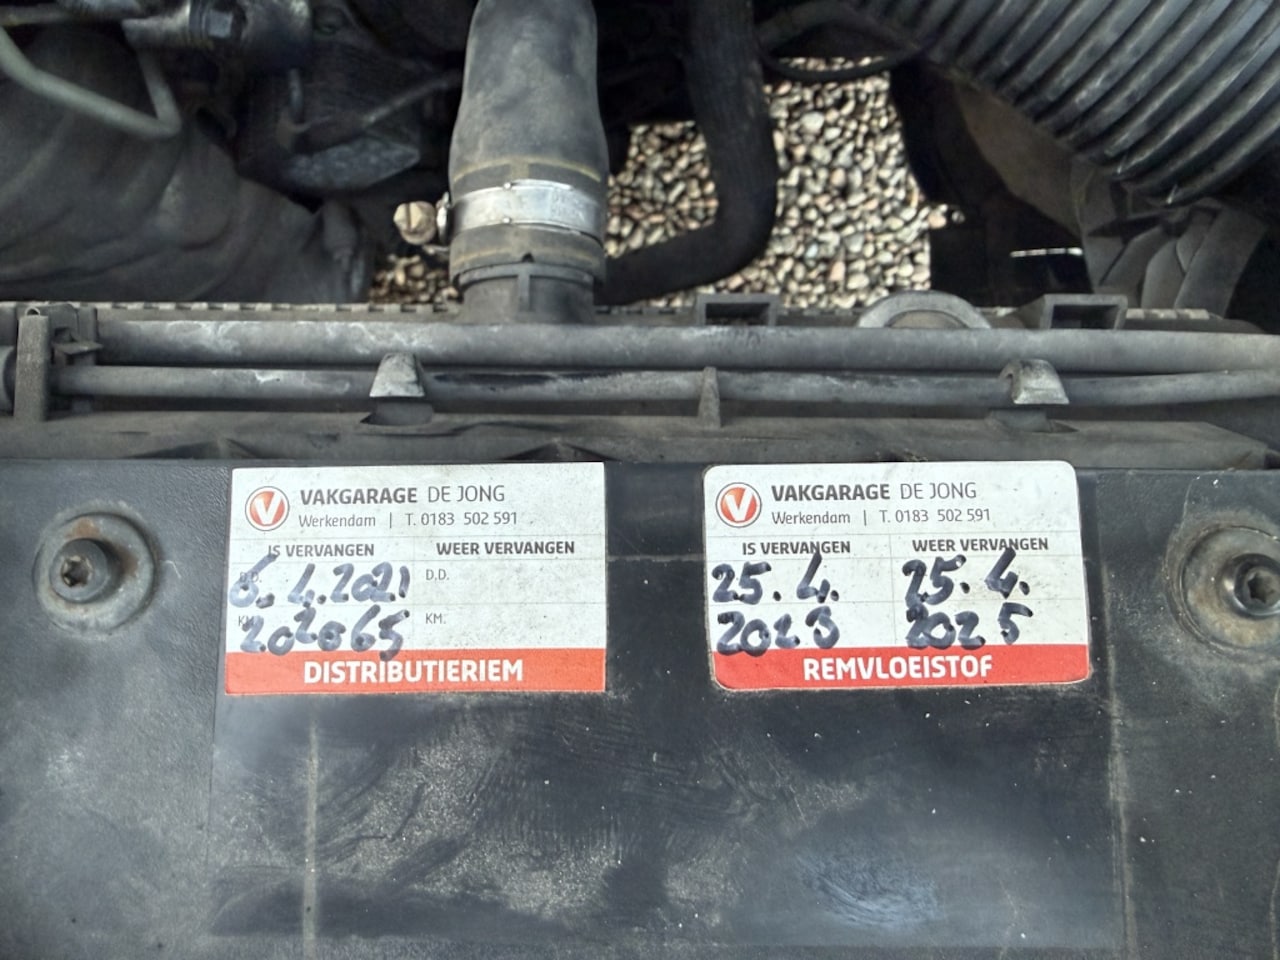 VAKGARAGE DE JONG
Werkendam | T. 0183 502 591
IS VERVANGEN WEER VERVANGEN
D.D. 6.4.2021 D.D.
KM. 202065 KM.
DISTRIBUTIERIEM
VAKGARAGE DE JONG
Werkendam | T. 0183 502 591
IS VERVANGEN WEER VERVANGEN
25.4. 25.4.
2023 2025
REMVLOEISTOF